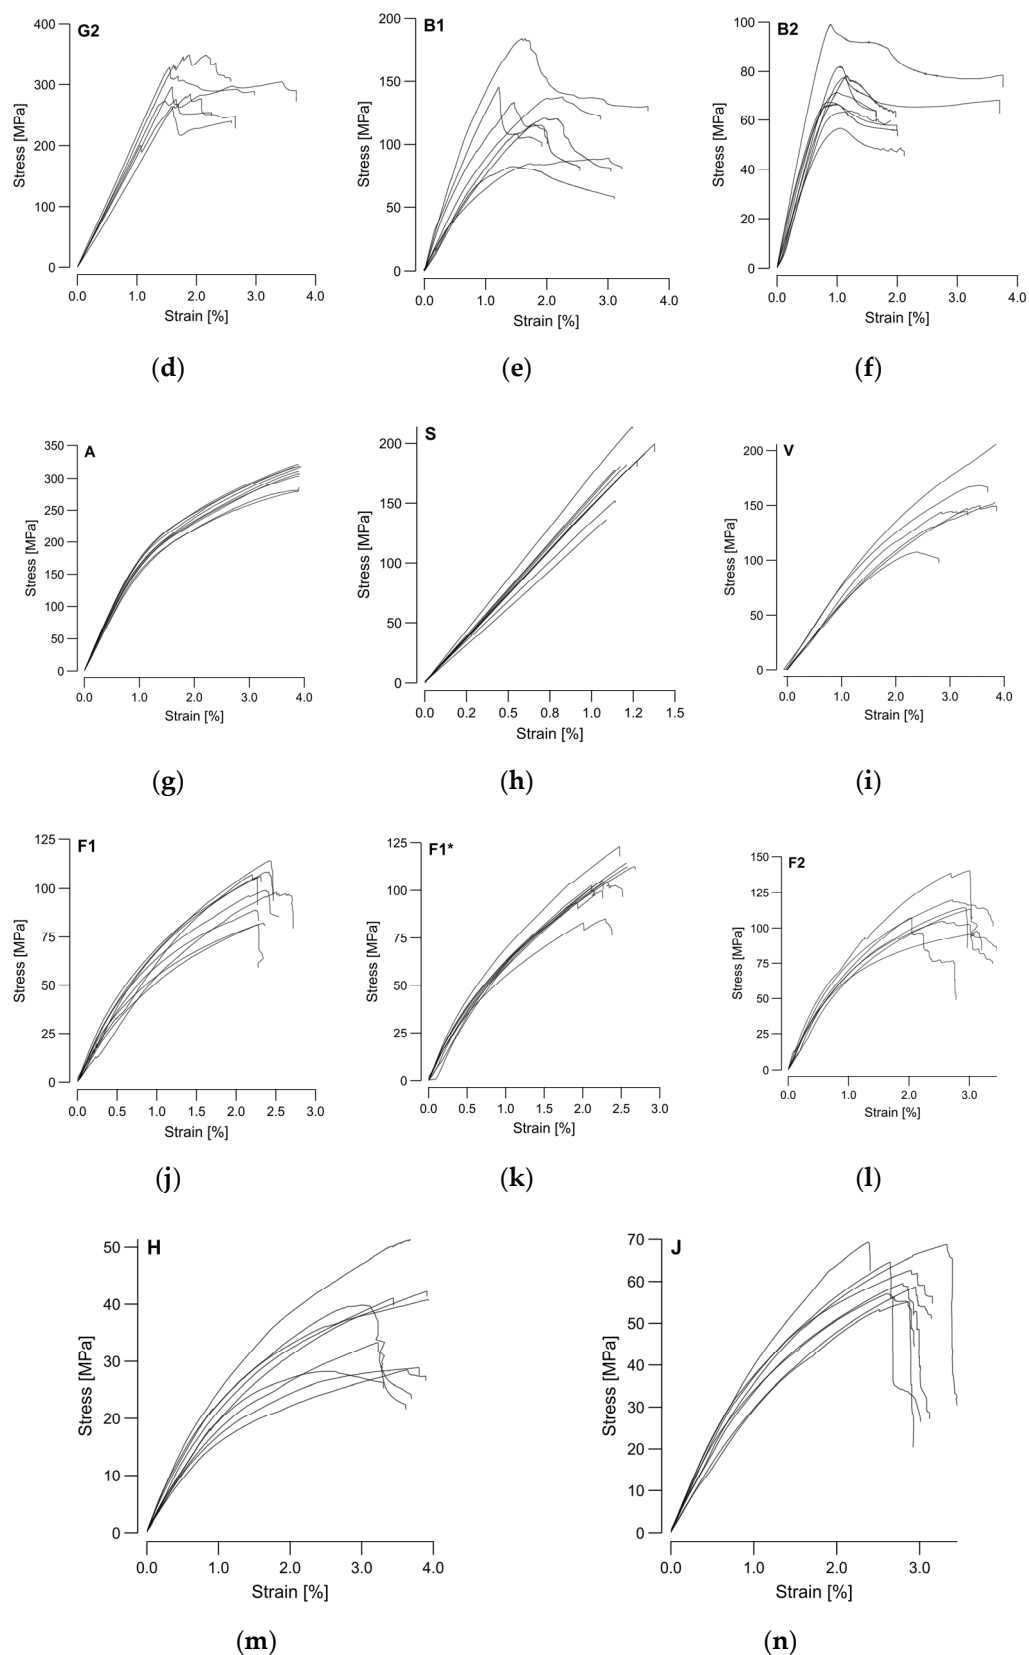 G2
Stress [MPa]
400
300
200
100
0
0.0 1.0 2.0 3.0 4.0
Strain [%]
(d)
B1
Stress [MPa]
200
150
100
50
0
0.0 1.0 2.0 3.0 4.0
Strain [%]
(e)
B2
Stress [MPa]
100
80
60
40
20
0
0.0 1.0 2.0 3.0 4.0
Strain [%]
(f)
A
Stress [MPa]
350
300
250
200
150
100
50
0
0.0 1.0 2.0 3.0 4.0
Strain [%]
(g)
S
Stress [MPa]
200
150
100
50
0
0.0 0.2 0.5 0.8 1.0 1.2 1.5
Strain [%]
(h)
V
Stress [MPa]
200
150
100
50
0
0.0 1.0 2.0 3.0 4.0
Strain [%]
(i)
F1
Stress [MPa]
125
100
75
50
25
0
0.0 0.5 1.0 1.5 2.0 2.5 3.0
Strain [%]
(j)
F1*
Stress [MPa]
125
100
75
50
25
0
0.0 0.5 1.0 1.5 2.0 2.5 3.0
Strain [%]
(k)
F2
Stress [MPa]
150
125
100
75
50
25
0
0.0 1.0 2.0 3.0
Strain [%]
(l)
H
Stress [MPa]
50
40
30
20
10
0
0.0 1.0 2.0 3.0 4.0
Strain [%]
(m)
J
Stress [MPa]
70
60
50
40
30
20
10
0
0.0 1.0 2.0 3.0
Strain [%]
(n)